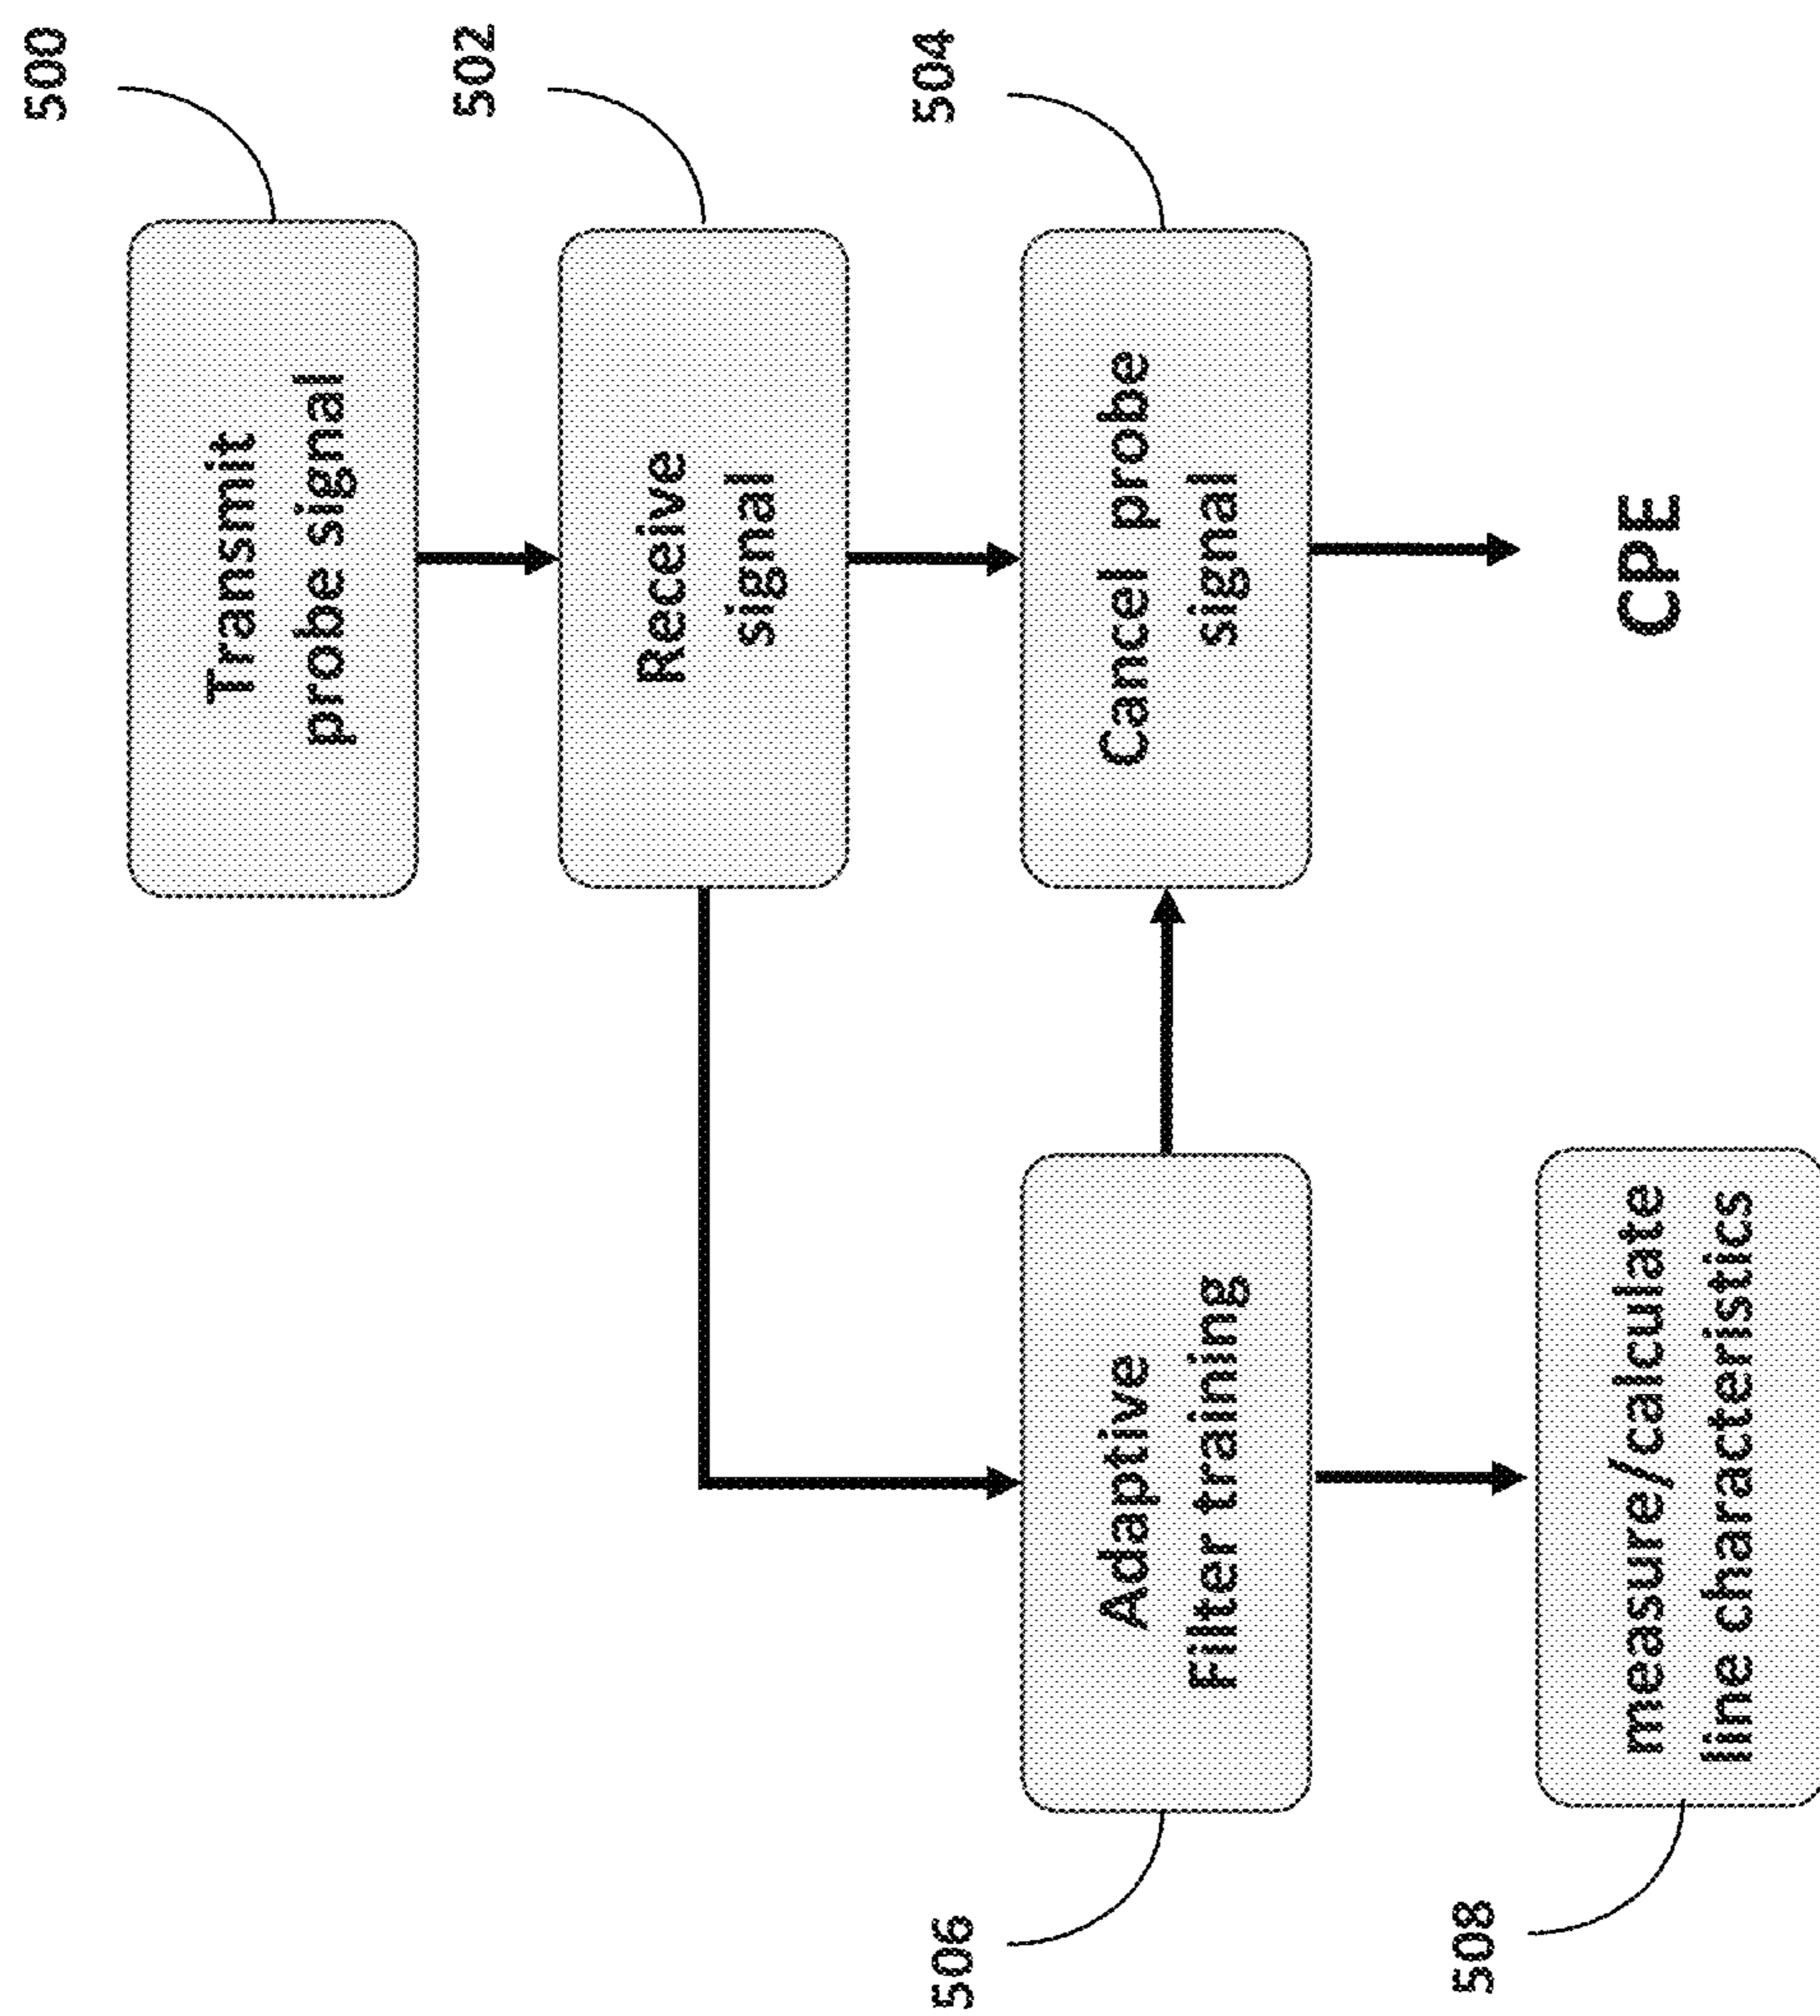 500
Transmit
probe signal
502
Receive
signal
504
Cancel probe
signal
CPE
506
Adaptive
Filter training
508
measure/calculate
line characteristics